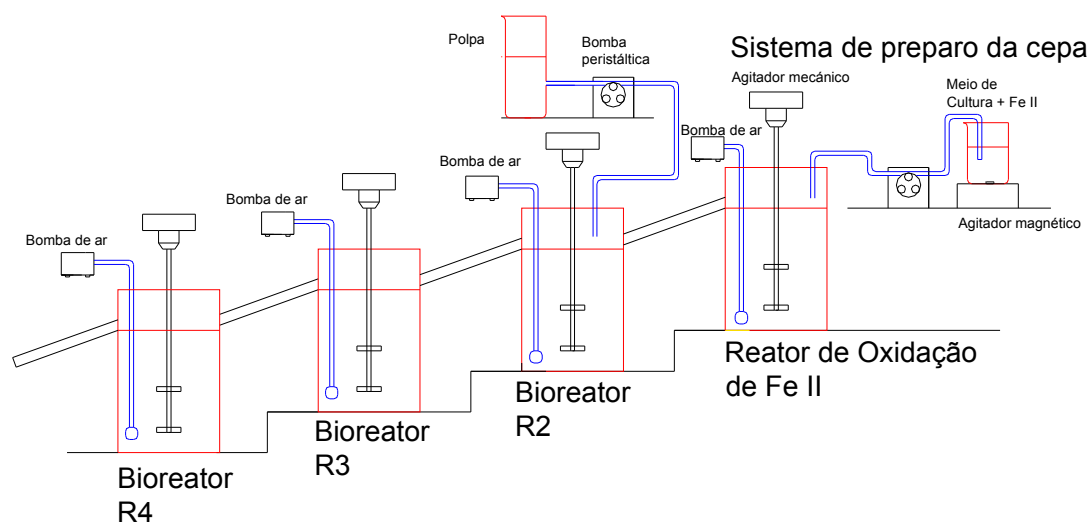 Sistema de preparo da cepa
Polpa
Bomba
peristáltica
Agitador mecánico
Meio de
Cultura + Fe II
Bomba de ar
Bomba de ar
Bomba de ar
Bomba de ar
Agitador magnético
Reator de Oxidação
de Fe II
Bioreator
R2
Bioreator
R3
Bioreator
R4